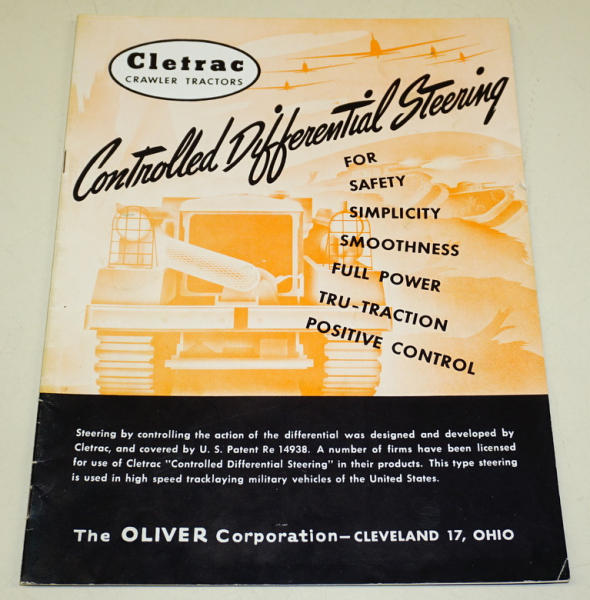 Cletrac
CRAWLER TRACTORS
Controlled Differential Steering
FOR
SAFETY
SIMPLICITY
SMOOTHNESS
FULL POWER
TRU-TRACTION
POSITIVE CONTROL
Steering by controlling the action of the differential was designed and developed by
Cletrac, and covered by U. S. Patent Re 14938. A number of firms have been licensed
for use of Cletrac "Controlled Differential Steering" in their products. This type steering
is used in high speed tracklaying military vehicles of the United States.
The OLIVER Corporation—CLEVELAND 17, OHIO